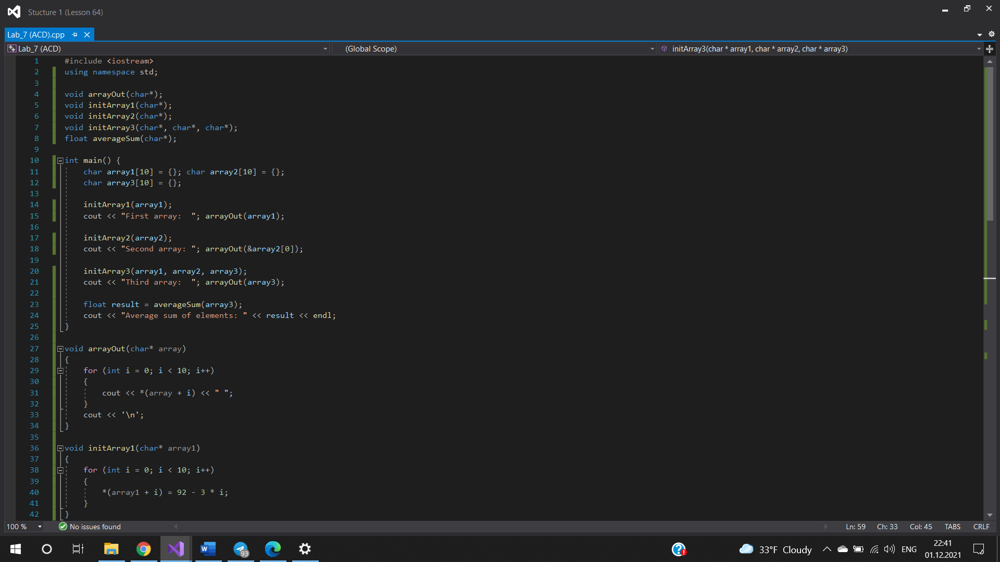 Stucture 1 (Lesson 64)
Lab_7 (ACD).cpp
Lab_7 (ACD) (Global Scope) initArray3(char * array1, char * array2, char * array3)
1 #include <iostream>
2 using namespace std;
3
4 void arrayOut(char*);
5 void initArray1(char*);
6 void initArray2(char*);
7 void initArray3(char*, char*, char*);
8 float averageSum(char*);
9
10 int main() {
11     char array1[10] = {}; char array2[10] = {};
12     char array3[10] = {};
13
14     initArray1(array1);
15     cout << "First array:  "; arrayOut(array1);
16
17     initArray2(array2);
18     cout << "Second array: "; arrayOut(&array2[0]);
19
20     initArray3(array1, array2, array3);
21     cout << "Third array:  "; arrayOut(array3);
22
23     float result = averageSum(array3);
24     cout << "Average sum of elements: " << result << endl;
25 }
26
27 void arrayOut(char* array)
28 {
29     for (int i = 0; i < 10; i++)
30     {
31         cout << *(array + i) << " ";
32     }
33     cout << '\n';
34 }
35
36 void initArray1(char* array1)
37 {
38     for (int i = 0; i < 10; i++)
39     {
40         *(array1 + i) = 92 - 3 * i;
41     }
42 }
100 % No issues found Ln: 59 Ch: 33 Col: 45 TABS CRLF
93 33°F Cloudy ENG 22:41
01.12.2021